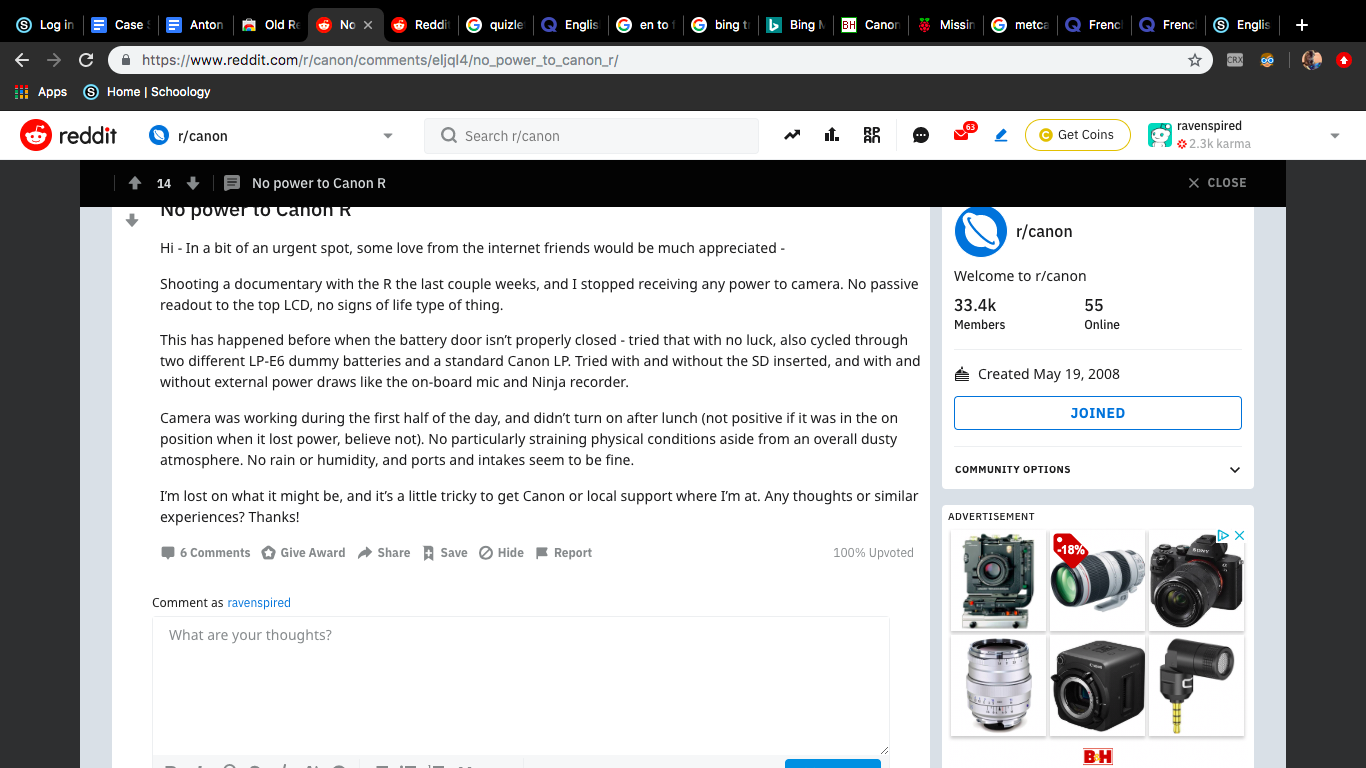 Log in
Case S
Anton
Old Re
No
Reddit
quizle
Englis
en to f
bing tr
Bing M
BH Canon
Missin
metca
Frenc
Frenc
Englis
https://www.reddit.com/r/canon/comments/eljql4/no_power_to_canon_r/
CRX
Apps
Home | Schoology
reddit
r/canon
Search r/canon
63
Get Coins
ravenspired
2.3k karma
14
No power to Canon R
CLOSE
No power to Canon R
Hi - In a bit of an urgent spot, some love from the internet friends would be much appreciated -
Shooting a documentary with the R the last couple weeks, and I stopped receiving any power to camera. No passive
readout to the top LCD, no signs of life type of thing.
This has happened before when the battery door isn’t properly closed - tried that with no luck, also cycled through
two different LP-E6 dummy batteries and a standard Canon LP. Tried with and without the SD inserted, and with and
without external power draws like the on-board mic and Ninja recorder.
Camera was working during the first half of the day, and didn’t turn on after lunch (not positive if it was in the on
position when it lost power, believe not). No particularly straining physical conditions aside from an overall dusty
atmosphere. No rain or humidity, and ports and intakes seem to be fine.
I’m lost on what it might be, and it’s a little tricky to get Canon or local support where I’m at. Any thoughts or similar
experiences? Thanks!
6 Comments
Give Award
Share
Save
Hide
Report
100% Upvoted
Comment as ravenspired
What are your thoughts?
r/canon
Welcome to r/canon
33.4k
55
Members
Online
Created May 19, 2008
JOINED
COMMUNITY OPTIONS
ADVERTISEMENT
-18%
SONY
Canon
B&H